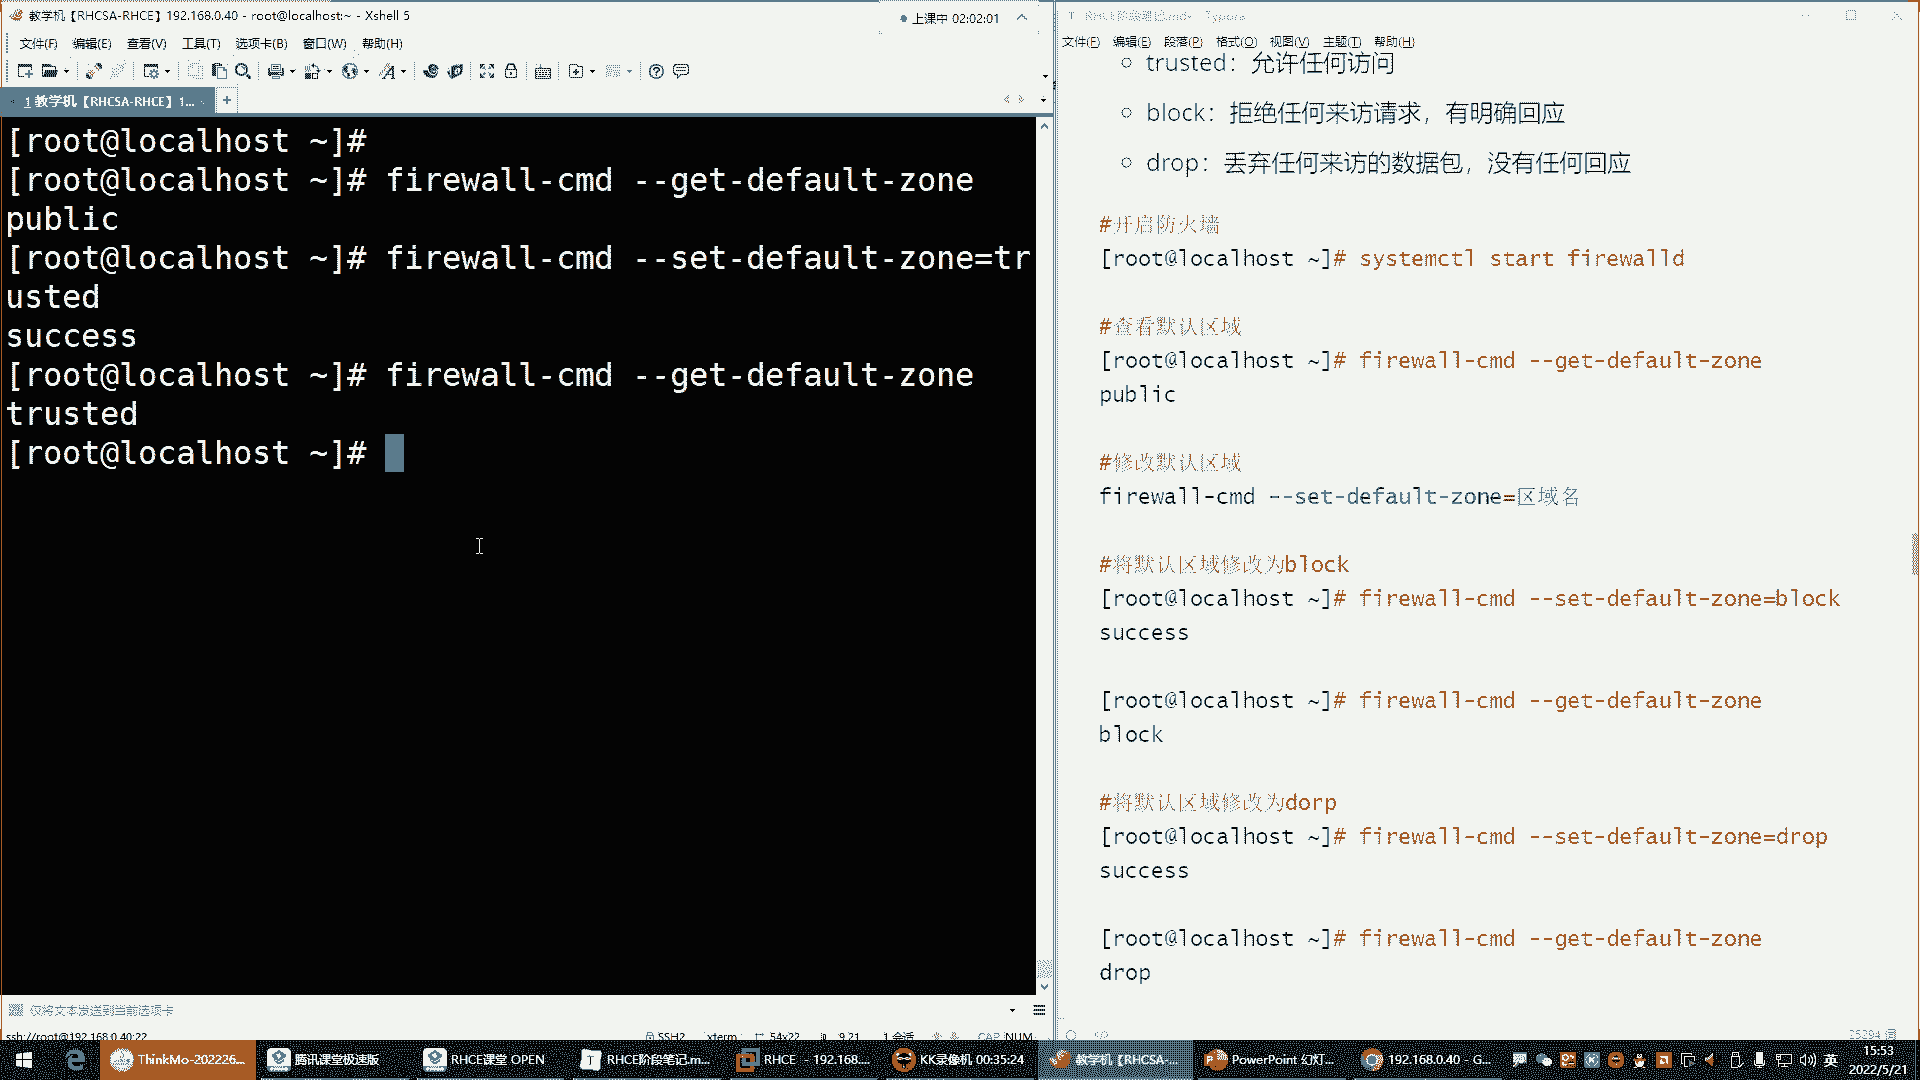 教学机【RHCSA-RHCE】192.168.0.40 - root@localhost:~ - Xshell 5
上课中 02:02:01
文件(F) 编辑(E) 查看(V) 工具(T) 选项卡(B) 窗口(W) 帮助(H)
1 教学机【RHCSA-RHCE】1...
[root@localhost ~]#
[root@localhost ~]# firewall-cmd --get-default-zone
public
[root@localhost ~]# firewall-cmd --set-default-zone=tr
usted
success
[root@localhost ~]# firewall-cmd --get-default-zone
trusted
[root@localhost ~]#
仅将文本发送到当前选项卡
ssh://root@192.168.0.40:22
SSH2 xterm 54x22 9,21 1 会话 CAP NUM
RHCE阶段笔记.md - Typora
文件(F) 编辑(E) 段落(P) 格式(O) 视图(V) 主题(T) 帮助(H)
trusted：允许任何访问
block：拒绝任何来访请求，有明确回应
drop：丢弃任何来访的数据包，没有任何回应
#开启防火墙
[root@localhost ~]# systemctl start firewalld
#查看默认区域
[root@localhost ~]# firewall-cmd --get-default-zone
public
#修改默认区域
firewall-cmd --set-default-zone=区域名
#将默认区域修改为block
[root@localhost ~]# firewall-cmd --set-default-zone=block
success
[root@localhost ~]# firewall-cmd --get-default-zone
block
#将默认区域修改为dorp
[root@localhost ~]# firewall-cmd --set-default-zone=drop
success
[root@localhost ~]# firewall-cmd --get-default-zone
drop
25294 词
ThinkMo-202226...
腾讯课堂极速版
RHCE课堂 OPEN
RHCE阶段笔记.m...
RHCE - 192.168....
KK录像机 00:35:24
教学机【RHCSA-...
PowerPoint 幻灯...
192.168.0.40 - G...
英
15:53
2022/5/21